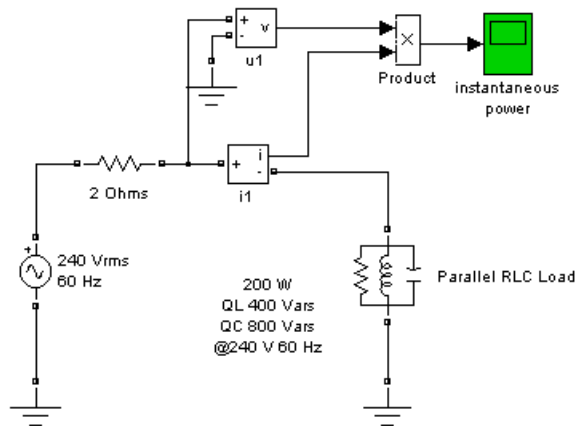 +
-
v
u1
×
Product
instantaneous
power
+
i
-
i1
2 Ohms
+
240 Vrms
60 Hz
200 W
QL 400 Vars
QC 800 Vars
@240 V 60 Hz
Parallel RLC Load